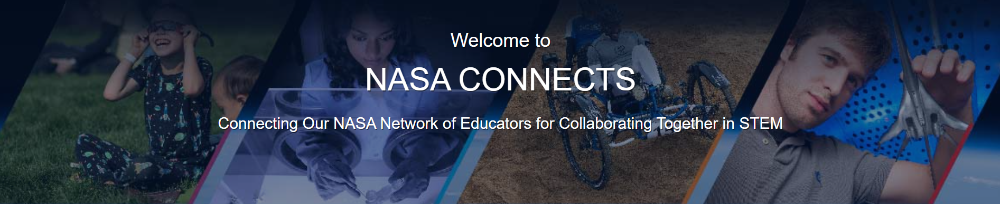 Welcome to
NASA CONNECTS
Connecting Our NASA Network of Educators for Collaborating Together in STEM